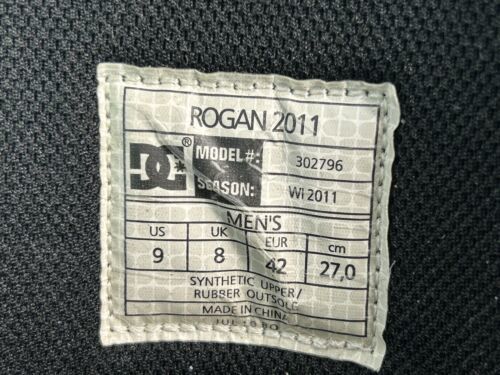 ROGAN 2011
DC® MODEL #: 302796
SEASON: Wi 2011
MEN'S
US UK EUR cm
9 8 42 27,0
SYNTHETIC UPPER/
RUBBER OUTSOLE
MADE IN CHINA